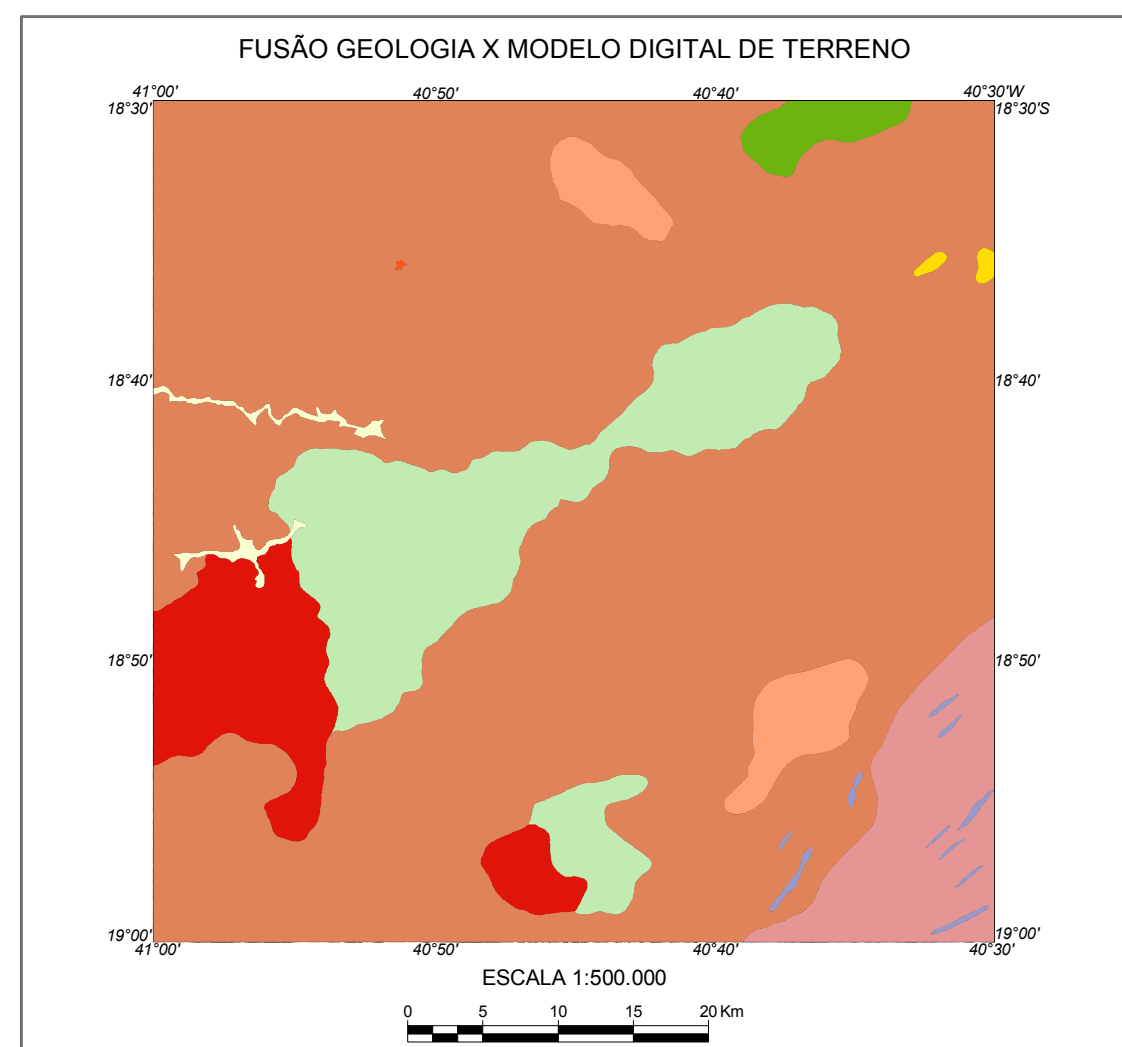 FUSÃO GEOLOGIA X MODELO DIGITAL DE TERRENO
41°00' 40°50' 40°40' 40°30'W
18°30' 18°30'S
18°40' 18°40'
18°50' 18°50'
19°00' 19°00'
41°00' 40°50' 40°40' 40°30'
ESCALA 1:500.000
0 5 10 15 20 Km